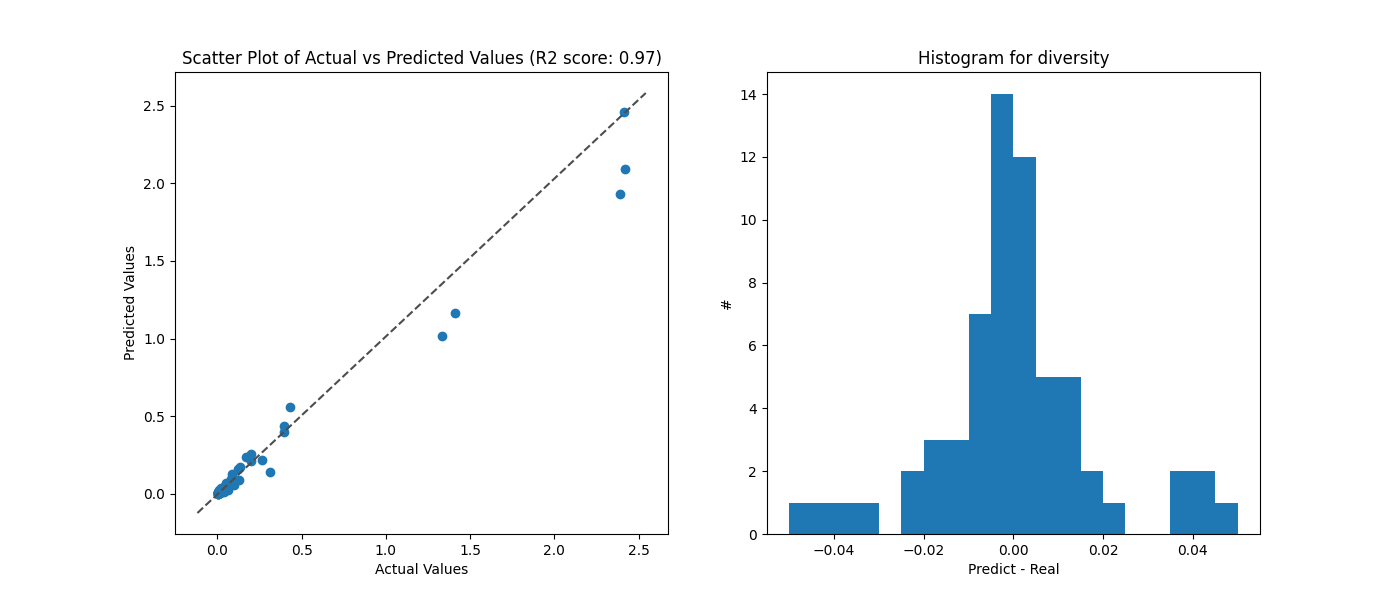 Scatter Plot of Actual vs Predicted Values (R2 score: 0.97)
2.5
2.0
1.5
1.0
0.5
0.0
Predicted Values
0.0 0.5 1.0 1.5 2.0 2.5
Actual Values
Histogram for diversity
14
12
10
8
6
4
2
0
#
−0.04 −0.02 0.00 0.02 0.04
Predict - Real